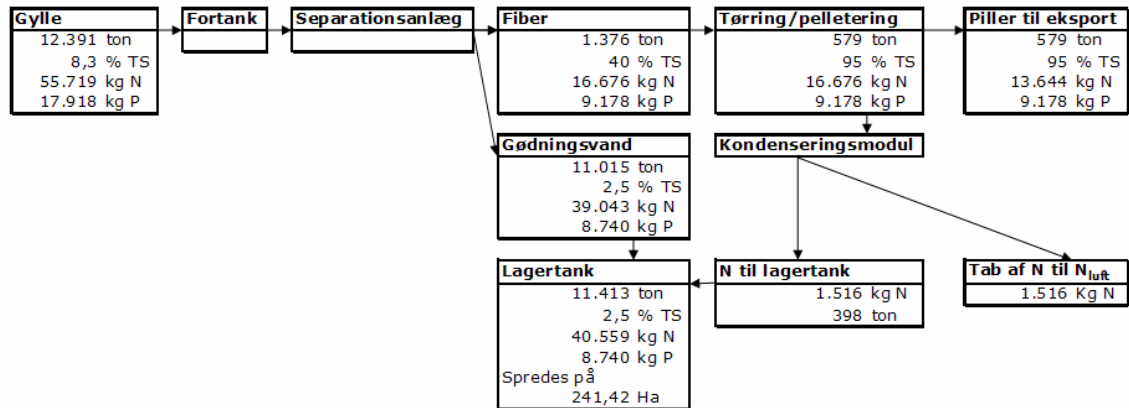 Gylle
12.391 ton
8,3 % TS
55.719 kg N
17.918 kg P
Fortank
Separationsanlæg
Fiber
1.376 ton
40 % TS
16.676 kg N
9.178 kg P
Tørring/pelletering
579 ton
95 % TS
16.676 kg N
9.178 kg P
Piller til eksport
579 ton
95 % TS
13.644 kg N
9.178 kg P
Gødningsvand
11.015 ton
2,5 % TS
39.043 kg N
8.740 kg P
Kondenseringsmodul
Lagertank
11.413 ton
2,5 % TS
40.559 kg N
8.740 kg P
Spredes på
241,42 Ha
N til lagertank
1.516 kg N
398 ton
Tab af N til Nluft
1.516 Kg N